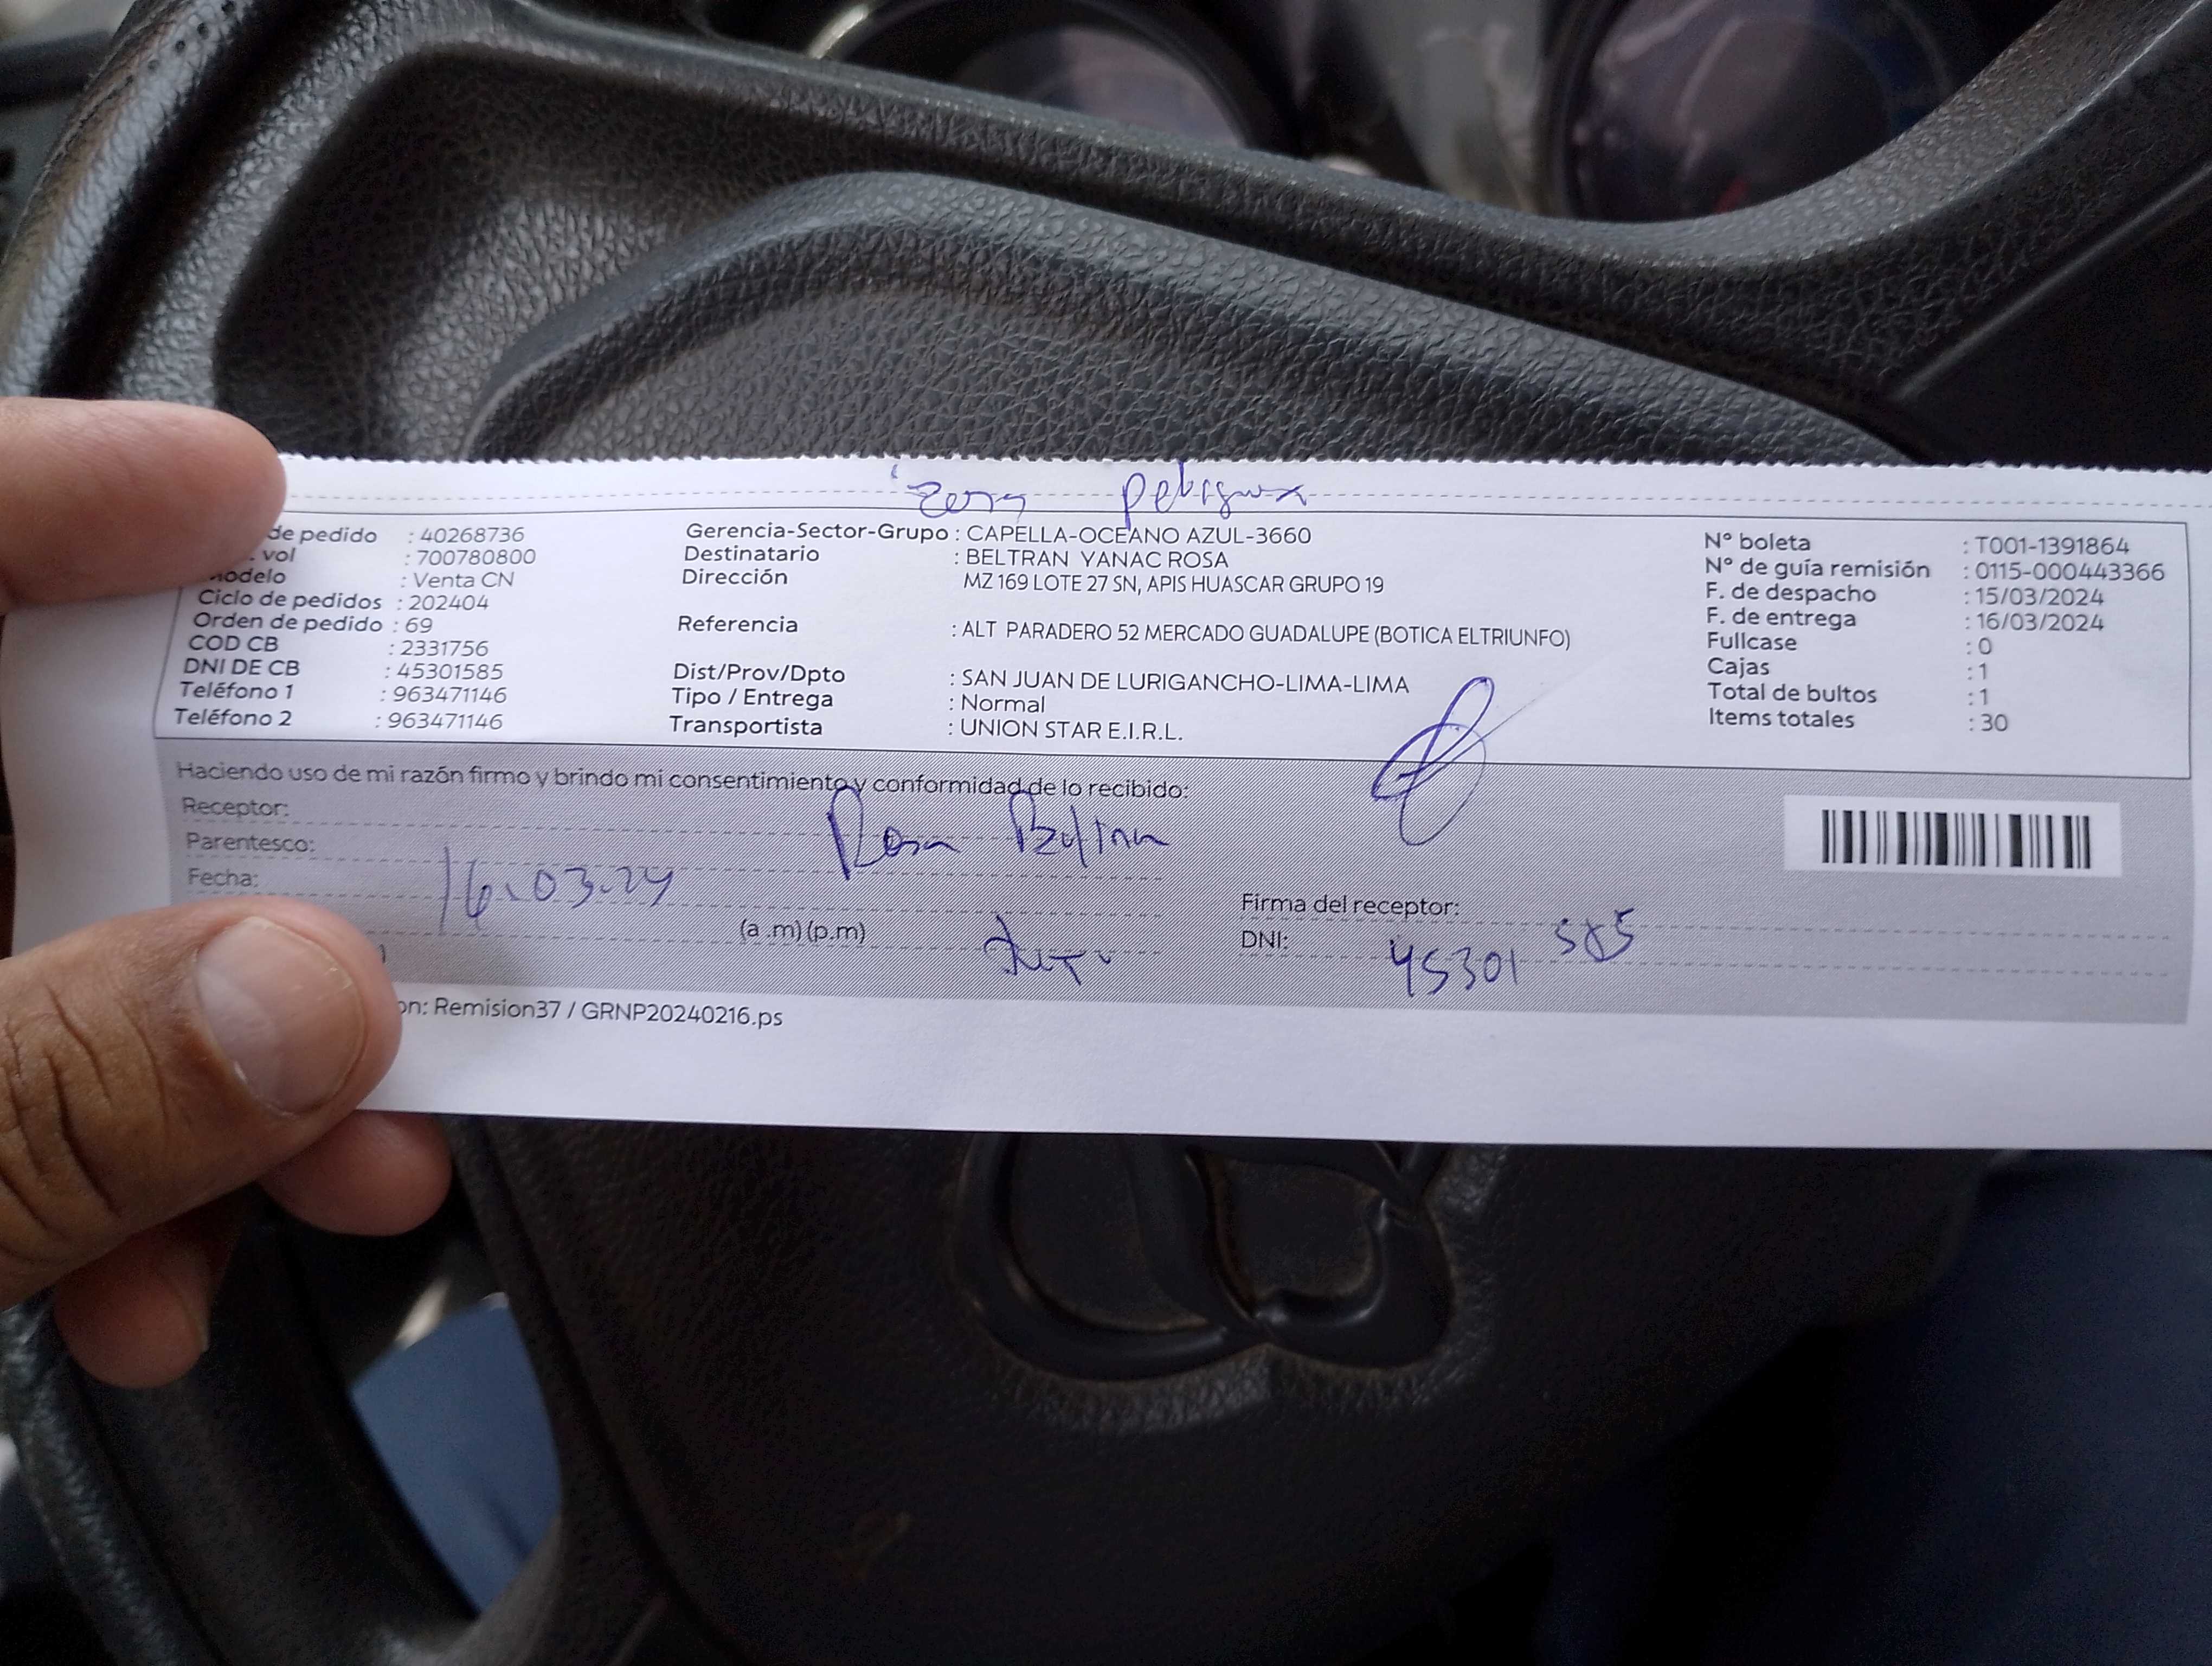 Zona peligrosa
de pedido : 40268736
vol : 700780800
modelo : Venta CN
Ciclo de pedidos : 202404
Orden de pedido : 69
COD CB : 2331756
DNI DE CB : 45301585
Teléfono 1 : 963471146
Teléfono 2 : 963471146
Gerencia-Sector-Grupo : CAPELLA-OCEANO AZUL-3660
Destinatario : BELTRAN YANAC ROSA
Dirección MZ 169 LOTE 27 SN, APIS HUASCAR GRUPO 19
Referencia : ALT PARADERO 52 MERCADO GUADALUPE (BOTICA ELTRIUNFO)
Dist/Prov/Dpto : SAN JUAN DE LURIGANCHO-LIMA-LIMA
Tipo / Entrega : Normal
Transportista : UNION STAR E.I.R.L.
N° boleta : T001-1391864
N° de guía remisión : 0115-000443366
F. de despacho : 15/03/2024
F. de entrega : 16/03/2024
Fullcase : 0
Cajas : 1
Total de bultos : 1
Items totales : 30
Haciendo uso de mi razón firmo y brindo mi consentimiento y conformidad de lo recibido:
Receptor: Rosa Beltran
Parentesco:
Fecha: 16.03.24
(a .m) (p.m)
Firma del receptor:
DNI: 45301585
on: Remision37 / GRNP20240216.ps